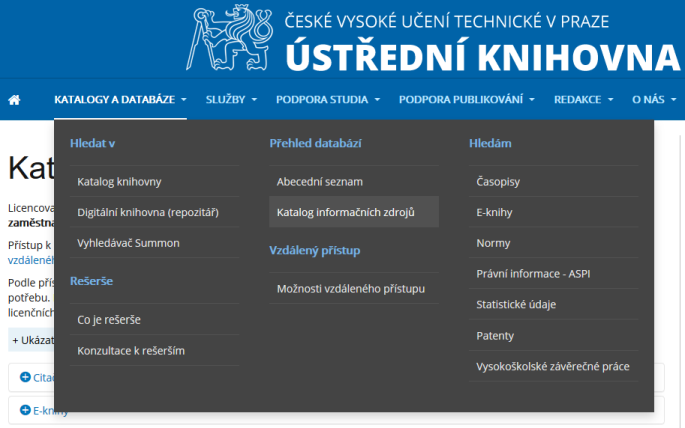 ČESKÉ VYSOKÉ UČENÍ TECHNICKÉ V PRAZE
ÚSTŘEDNÍ KNIHOVNA
KATALOGY A DATABÁZE SLUŽBY PODPORA STUDIA PODPORA PUBLIKOVÁNÍ REDAKCE O NÁS
Hledat v
Katalog knihovny
Digitální knihovna (repozitář)
Vyhledávač Summon
Rešerše
Co je rešerše
Konzultace k rešerším
Přehled databází
Abecední seznam
Katalog informačních zdrojů
Vzdálený přístup
Možnosti vzdáleného přístupu
Hledám
Časopisy
E-knihy
Normy
Právní informace - ASPI
Statistické údaje
Patenty
Vysokoškolské závěrečné práce
Kat
Licencova
zaměstna
Přístup k
vzdálenéh
Podle přís
potřebu.
licenčních
+ Ukázat
Citac
E-knihy